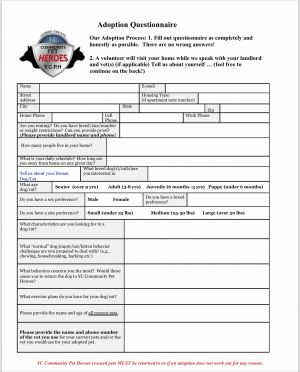 Adoption Questionnaire
COMMUNITY PET
HEROES
Y.C.P.H
Our Adoption Process: 1. Fill out questionnaire as completely and
honestly as possible. There are no wrong answers!
2. A volunteer will visit your home while we speak with your landlord
and vet(s) (if applicable) Tell us about yourself … (feel free to
continue on the back!)
Name
E-mail
Street
Address
Housing Type:
(if apartment note number)
City
State
Zip
Home Phone
Cell
Phone
Work Phone
Are you renting? Do you have breed/size/number
or weight restrictions? Can you provide proof?
(Please provide landlord name and phone)
How many people live in your home?
What is your daily schedule? How long are
you away from home on any given day?
Tell us about your Dream
Dog/Cat.
What breed dog(s)/cat(s) are
you interested in
What age
dog/cat?
Senior (over 9 yrs) Adult (3-8 yrs) Juvenile (6 months -3 yrs) Puppy (under 6 months)
Do you have a sex preference?
Male Female
Do you have a breed
preference?
Do you have a size preference?
Small (under 25 lbs) Medium (25-50 lbs) Large (over 50 lbs)
What characteristics are you looking for in a
dog/cat?
What "normal" dog/puppy/cat/kitten behavior
challenges are you prepared to deal with? (e.g.,
chewing, housebreaking, barking etc.)
What behaviors concern you the most? Would these
cause you to return the dog to YC Community Pet
Heroes?
What exercise plans do you have for your dog?
Please provide the name and age of all current pets.
Please provide the name and phone number
of the vet you use for your current pets and/or the
vet you would use for your adopted pet.
YC Community Pet Heroes rescued pets MUST be returned to us if an adoption does not work out for any reason.